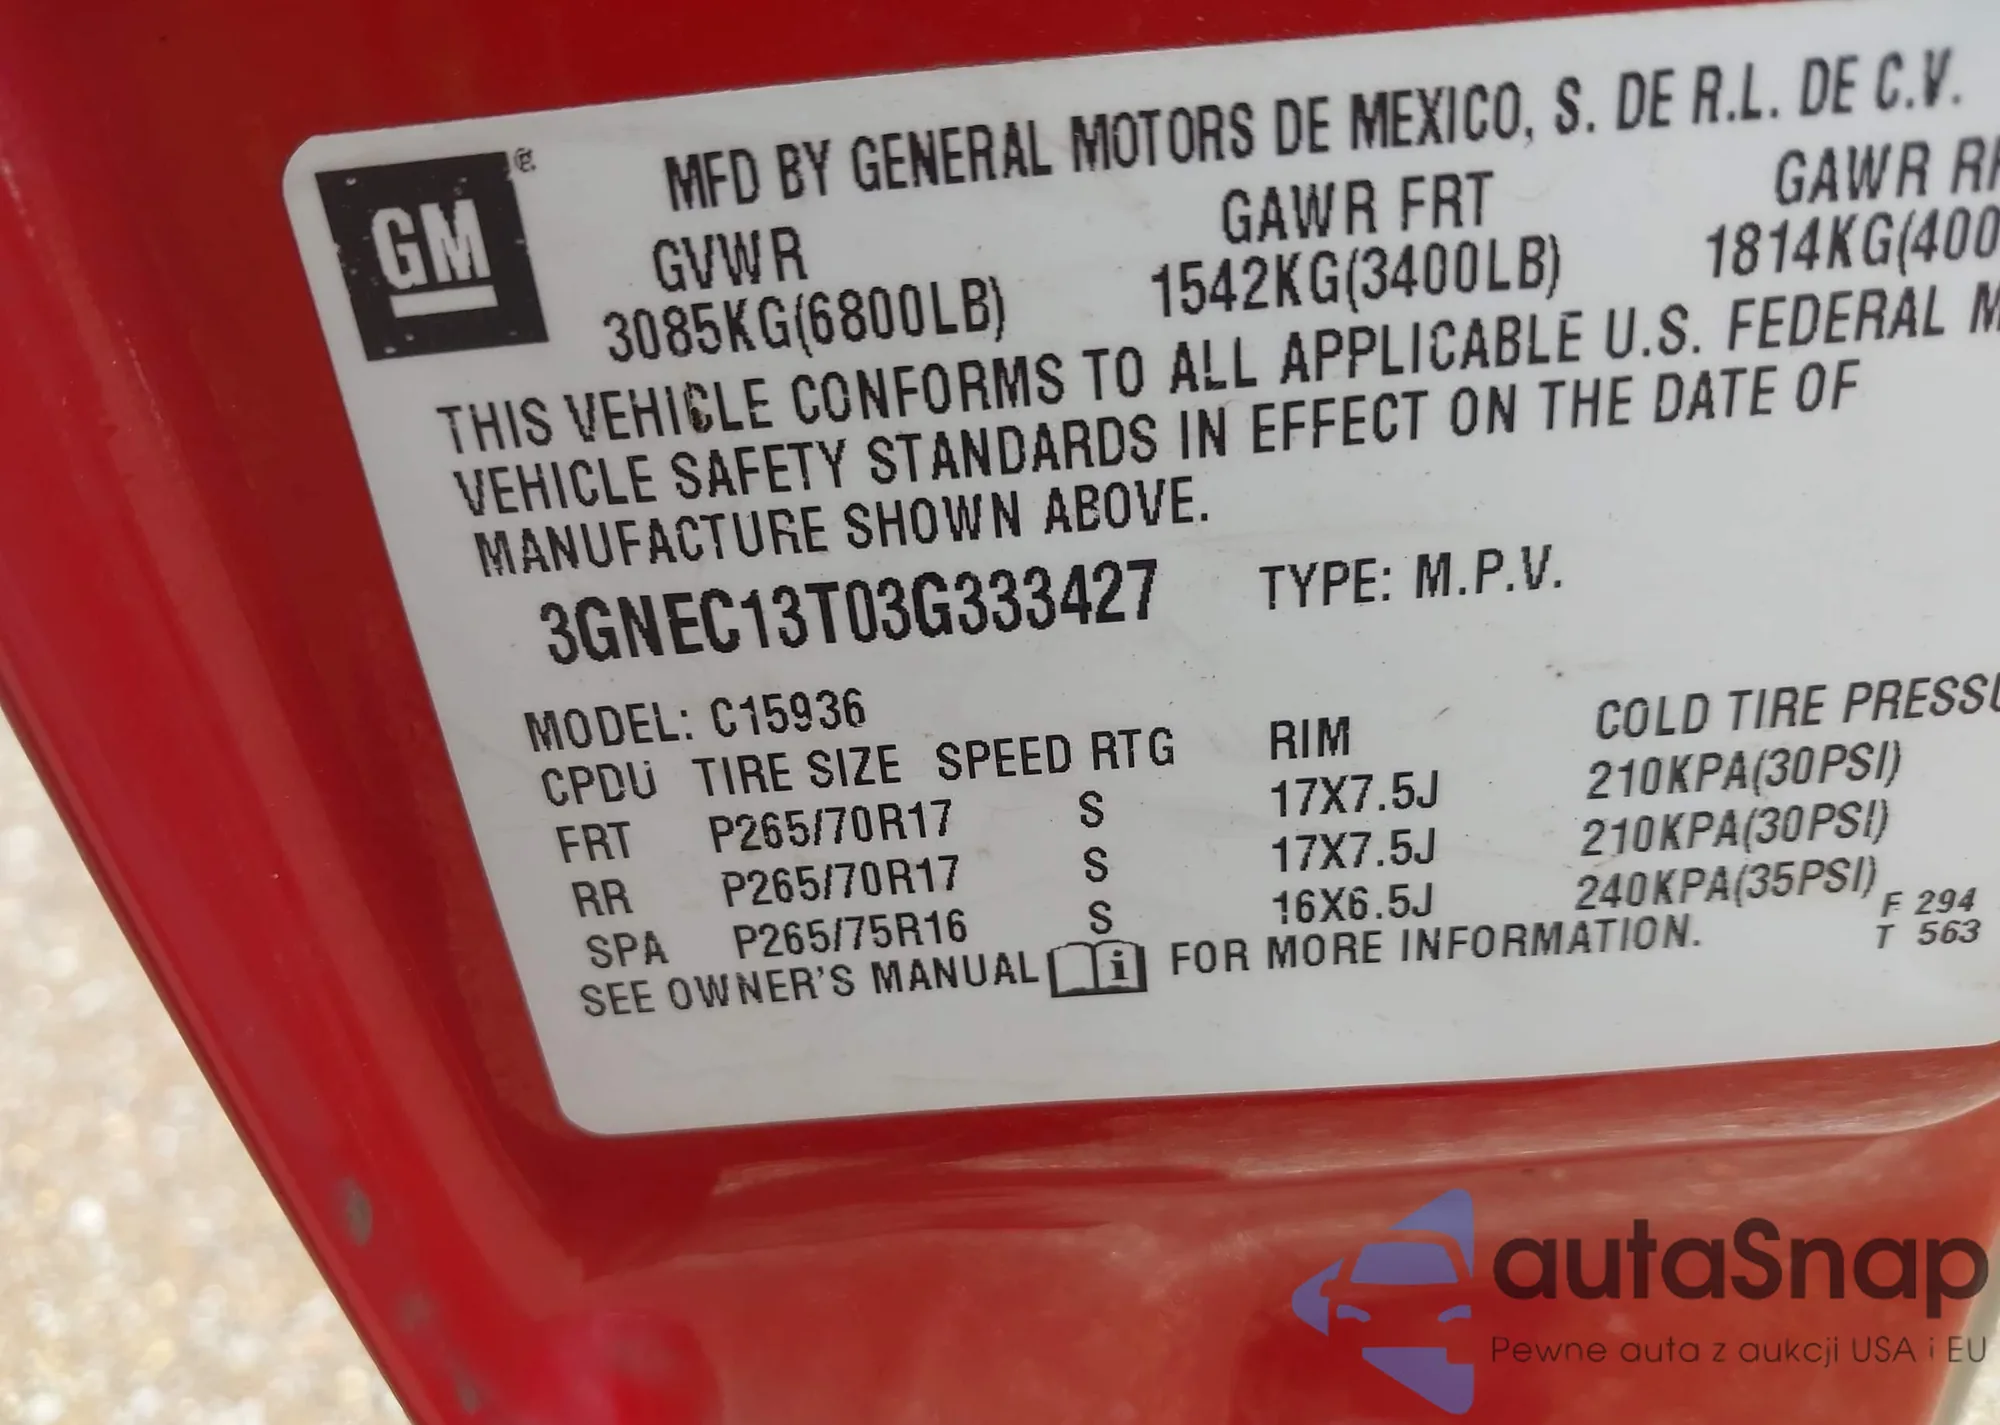 GM®
MFD BY GENERAL MOTORS DE MEXICO, S. DE R.L. DE C.V.
GVWR GAWR FRT GAWR
3085KG(6800LB) 1542KG(3400LB) 1814KG(400
THIS VEHICLE CONFORMS TO ALL APPLICABLE U.S. FEDERAL M
VEHICLE SAFETY STANDARDS IN EFFECT ON THE DATE OF
MANUFACTURE SHOWN ABOVE.
3GNEC13T03G333427 TYPE: M.P.V.
MODEL: C15936
CPDU TIRE SIZE SPEED RTG RIM COLD TIRE PRESSU
FRT P265/70R17 S 17X7.5J 210KPA(30PSI)
RR P265/70R17 S 17X7.5J 210KPA(30PSI)
SPA P265/75R16 S 16X6.5J 240KPA(35PSI)
SEE OWNER'S MANUAL i FOR MORE INFORMATION.
F 294
T 563
autaSnap
Pewne auta z aukcji USA i EU